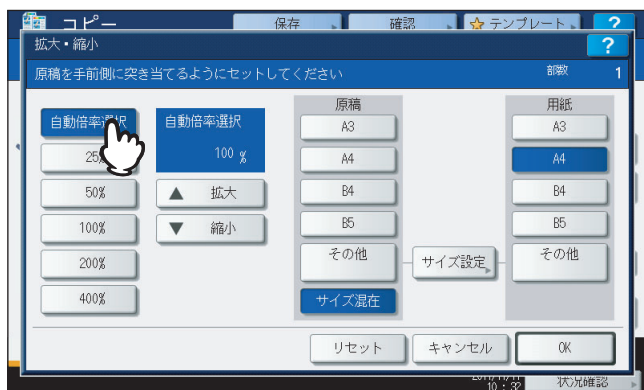 コピー
保存
確認
テンプレート
?
拡大・縮小
?
原稿を手前側に突き当てるようにセットしてください
部数 1
自動倍率選択
25%
50%
100%
200%
400%
自動倍率選択
100 %
▲ 拡大
▼ 縮小
原稿
A3
A4
B4
B5
その他
サイズ混在
サイズ設定
用紙
A3
A4
B4
B5
その他
リセット
キャンセル
OK
10:32
状況確認